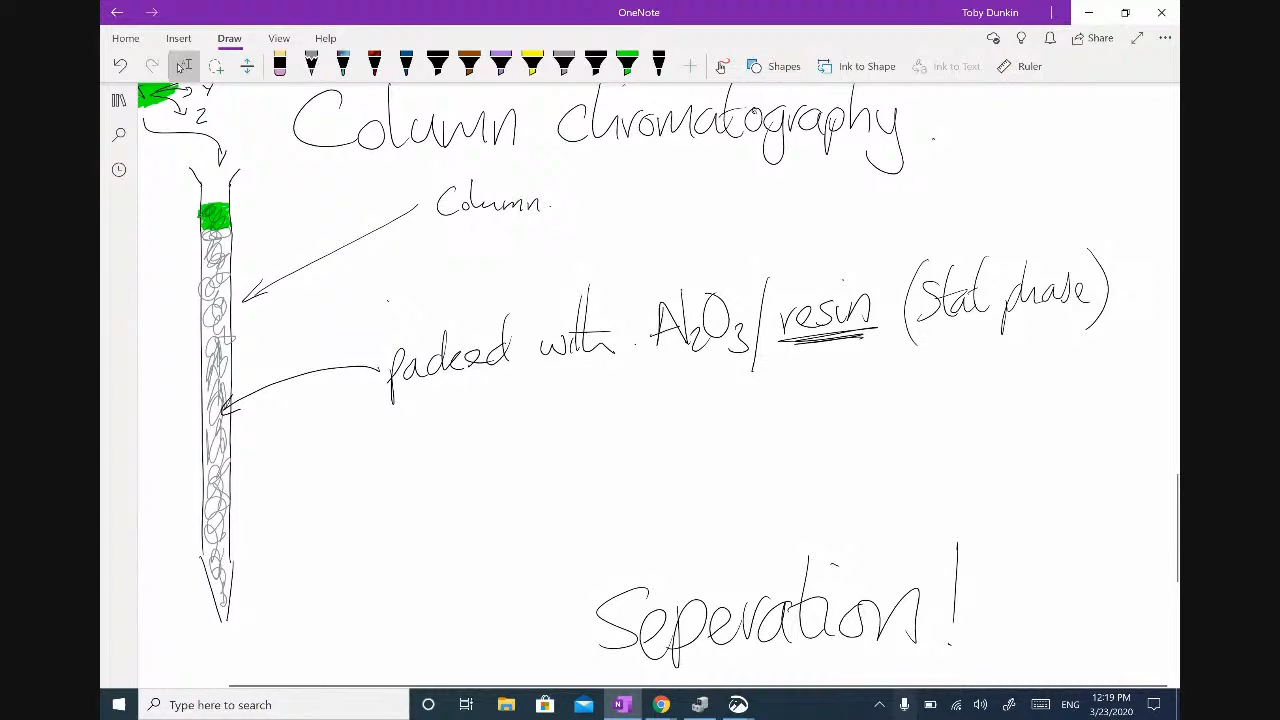 OneNote
Toby Dunkin
Home Insert Draw View Help
Share
Shapes Ink to Shape Ink to Text Ruler
Y
Z
Column chromatography.
Column.
packed with. Al2O3/resin (stat phase)
seperation!
Type here to search
ENG
12:19 PM
3/23/2020